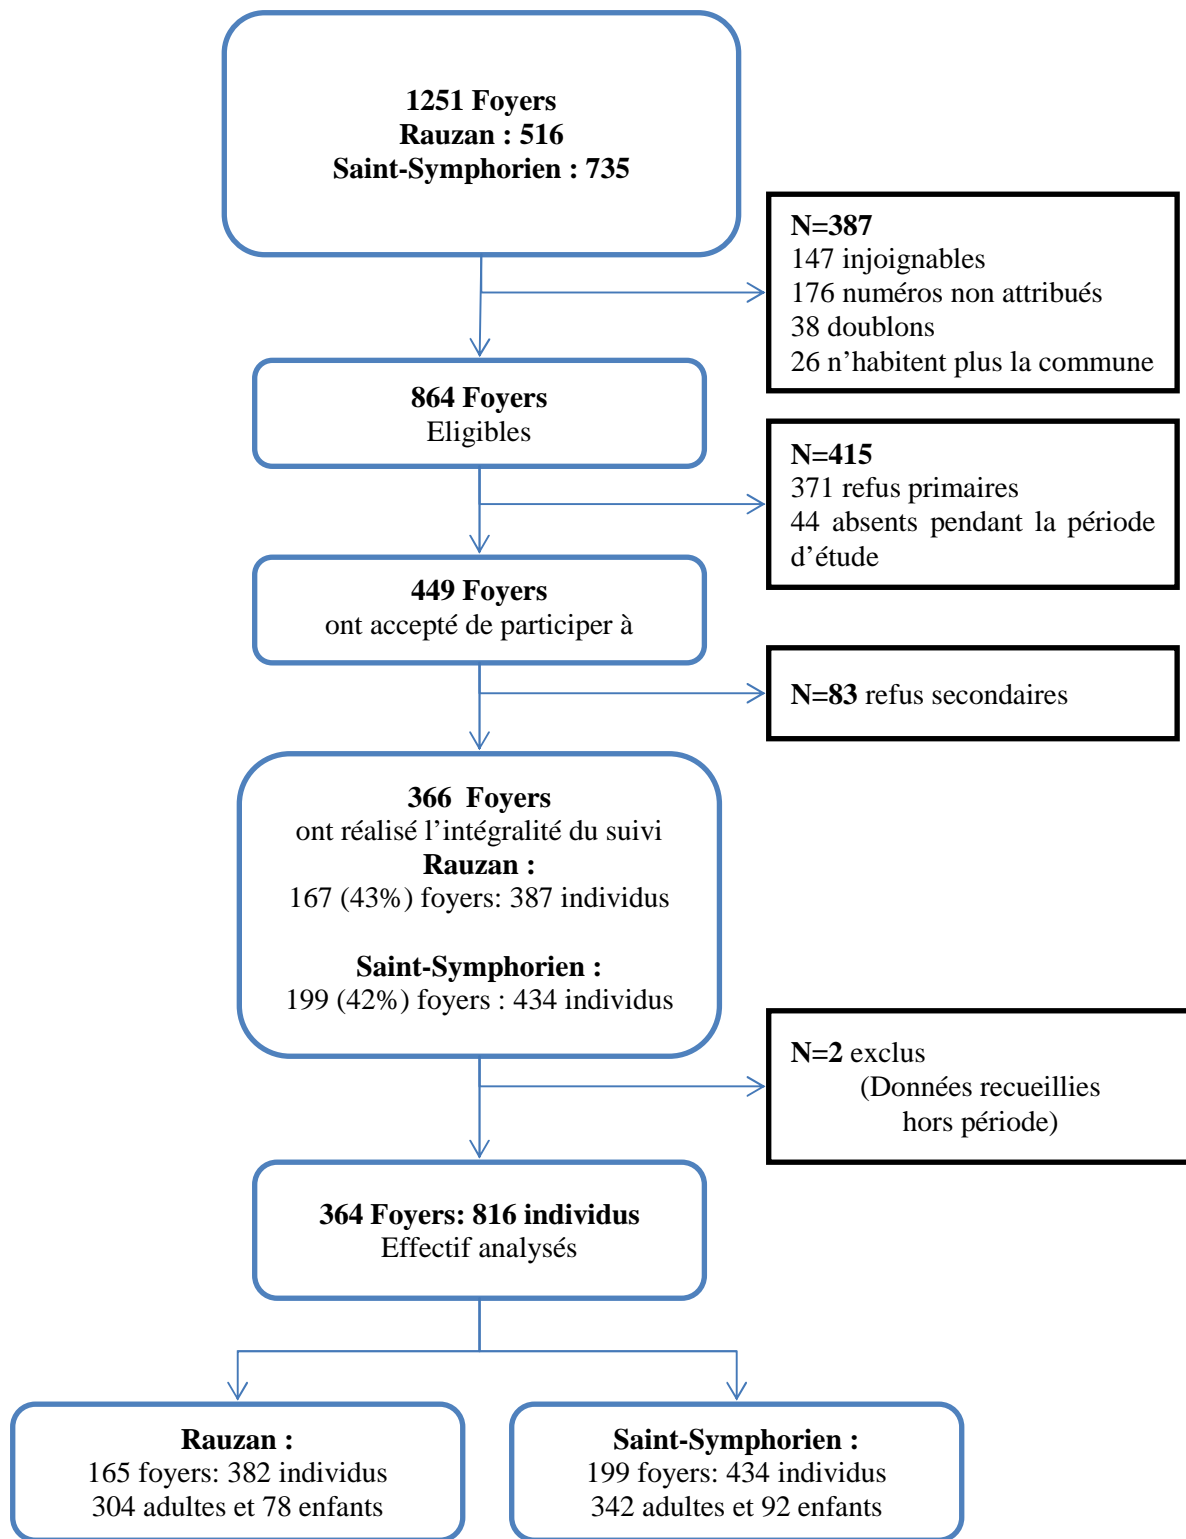 1251 Foyers
Rauzan : 516
Saint-Symphorien : 735
N=387
147 injoignables
176 numéros non attribués
38 doublons
26 n’habitent plus la commune
864 Foyers
Eligibles
N=415
371 refus primaires
44 absents pendant la période
d’étude
449 Foyers
ont accepté de participer à
N=83 refus secondaires
366 Foyers
ont réalisé l’intégralité du suivi
Rauzan :
167 (43%) foyers: 387 individus
Saint-Symphorien :
199 (42%) foyers : 434 individus
N=2 exclus
(Données recueillies
hors période)
364 Foyers: 816 individus
Effectif analysés
Rauzan :
165 foyers: 382 individus
304 adultes et 78 enfants
Saint-Symphorien :
199 foyers: 434 individus
342 adultes et 92 enfants